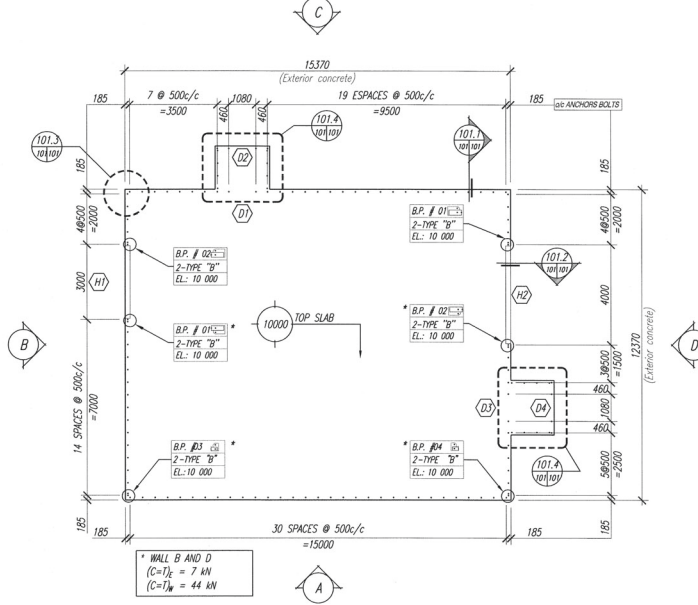 C
15370
(Exterior concrete)
185
7 @ 500c/c
=3500
460
1080
460
19 ESPACES @ 500c/c
=9500
185
a/c ANCHORS BOLTS
101.3
101 101
101.4
101 101
101.1
101 101
185
185
D2
D1
4@500
=2000
B.P. # 02
2-TYPE "B"
EL.: 10 000
B.P. # 01
2-TYPE "B"
EL.: 10 000
4@500
=2000
101.2
101 101
H1
3000
H2
4000
10000
TOP SLAB
B
B.P. # 01 *
2-TYPE "B"
EL.: 10 000
* B.P. # 02
2-TYPE "B"
EL.: 10 000
D
12370
(Exterior concrete)
3@500
=1500
14 SPACES @ 500c/c
=7000
D3
D4
460
1080
460
B.P. #03 *
2-TYPE "B"
EL.: 10 000
* B.P. #04
2-TYPE "B"
EL.: 10 000
101.4
101 101
5@500
=2500
185
185
185
30 SPACES @ 500c/c
=15000
185
* WALL B AND D
(C=T)E = 7 kN
(C=T)W = 44 kN
A